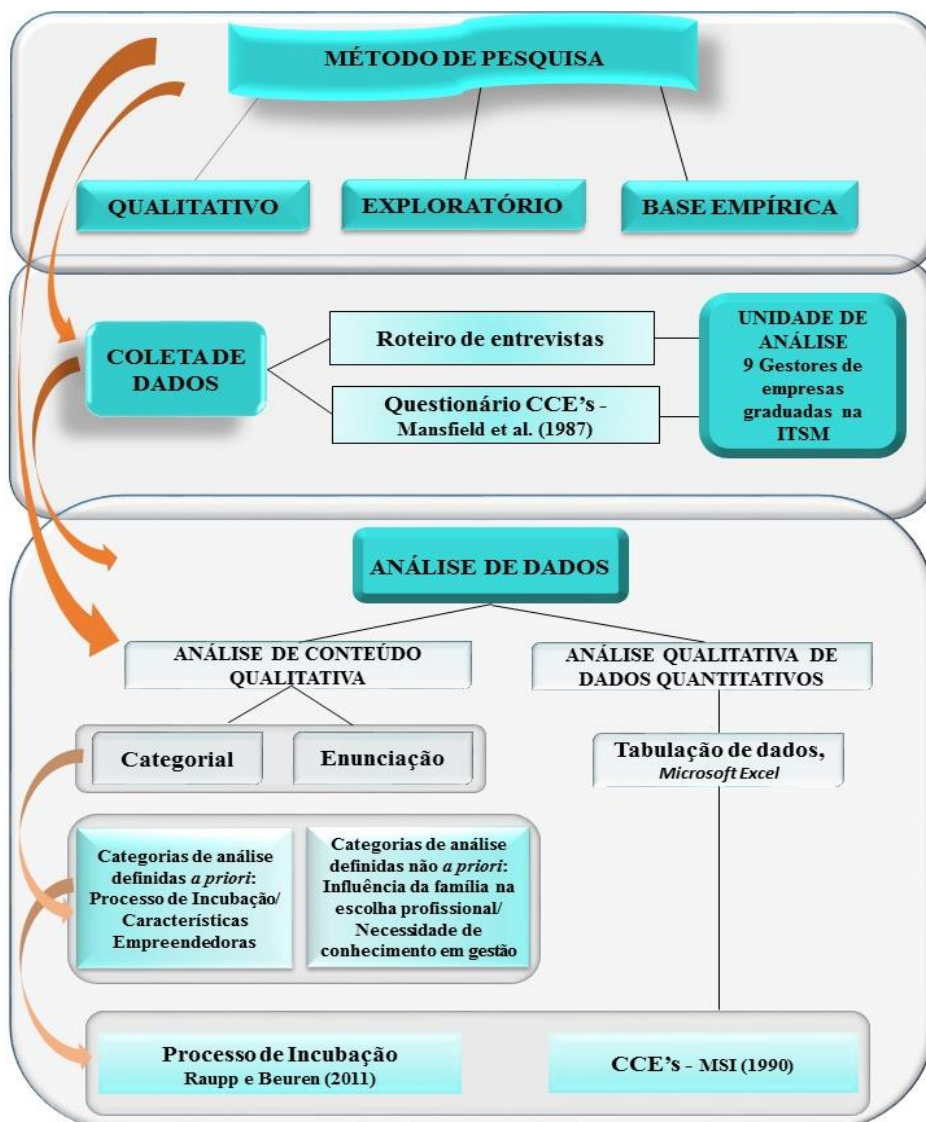 MÉTODO DE PESQUISA
QUALITATIVO
EXPLORATÓRIO
BASE EMPÍRICA
COLETA DE
DADOS
Roteiro de entrevistas
Questionário CCE’s -
Mansfield et al. (1987)
UNIDADE DE
ANÁLISE
9 Gestores de
empresas
graduadas na
ITSM
ANÁLISE DE DADOS
ANÁLISE DE CONTEÚDO
QUALITATIVA
ANÁLISE QUALITATIVA DE
DADOS QUANTITATIVOS
Categorial
Enunciação
Tabulação de dados,
Microsoft Excel
Categorias de análise
definidas a priori:
Processo de Incubação/
Características
Empreendedoras
Categorias de análise
definidas não a priori:
Influência da família na
escolha profissional/
Necessidade de
conhecimento em gestão
Processo de Incubação
Raupp e Beuren (2011)
CCE’s - MSI (1990)